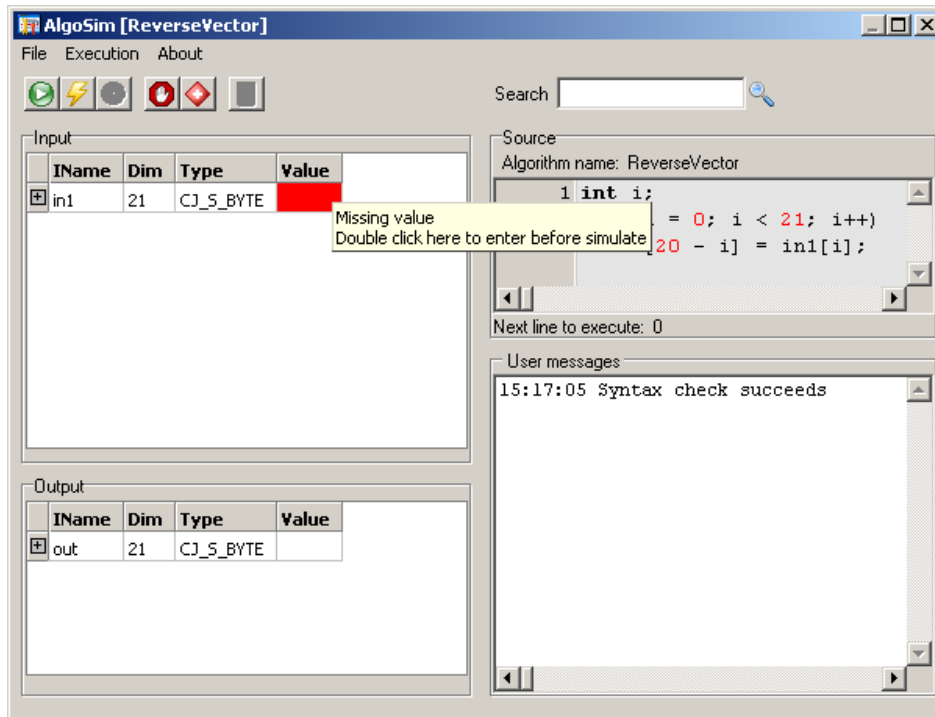 AlgoSim [ReverseVector]
File Execution About
Search
Input
IName Dim Type Value
in1 21 CJ_S_BYTE
Missing value
Double click here to enter before simulate
Source
Algorithm name: ReverseVector
1 int i;
= 0; i < 21; i++)
[20 - i] = in1[i];
Next line to execute: 0
User messages
15:17:05 Syntax check succeeds
Output
IName Dim Type Value
out 21 CJ_S_BYTE